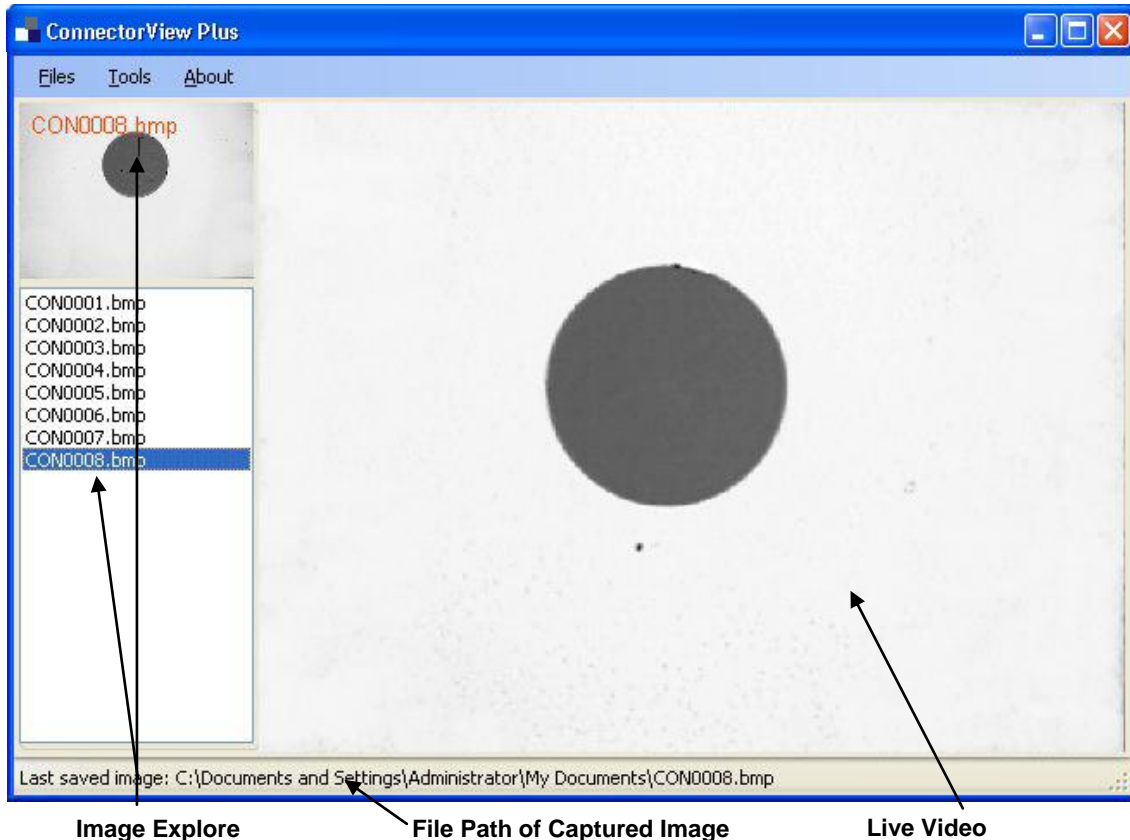 ConnectorView Plus
Files Tools About
CON0008.bmp
CON0001.bmp
CON0002.bmp
CON0003.bmp
CON0004.bmp
CON0005.bmp
CON0006.bmp
CON0007.bmp
CON0008.bmp
Last saved image: C:\Documents and Settings\Administrator\My Documents\CON0008.bmp
Image Explore File Path of Captured Image Live Video